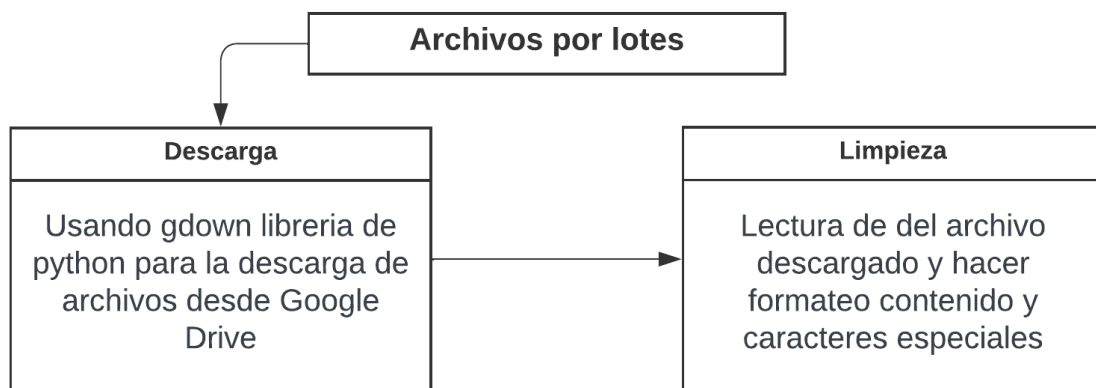 Archivos por lotes
Descarga
Usando gdown libreria de
python para la descarga de
archivos desde Google
Drive
Limpieza
Lectura de del archivo
descargado y hacer
formateo contenido y
caracteres especiales